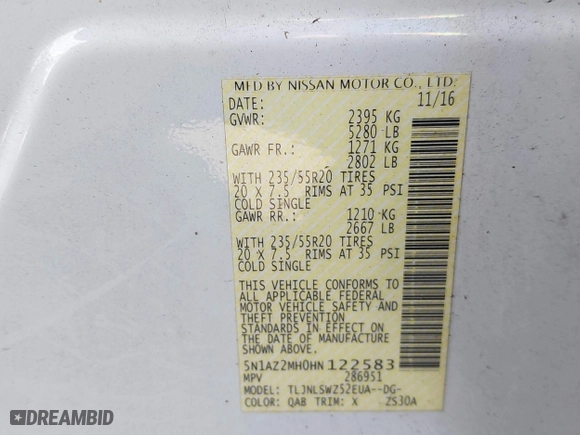 MFD BY NISSAN MOTOR CO., LTD.
DATE: 11/16
GVWR: 2395 KG
5280 LB
GAWR FR.: 1271 KG
2802 LB
WITH 235/55R20 TIRES
20 X 7.5 RIMS AT 35 PSI
COLD SINGLE
GAWR RR.: 1210 KG
2667 LB
WITH 235/55R20 TIRES
20 X 7.5 RIMS AT 35 PSI
COLD SINGLE
THIS VEHICLE CONFORMS TO
ALL APPLICABLE FEDERAL
MOTOR VEHICLE SAFETY AND
THEFT PREVENTION
STANDARDS IN EFFECT ON
THE DATE OF MANUFACTURE
SHOWN ABOVE.
5N1AZ2MH0HN 122583
MPV 286951
MODEL: TLJNLSWZ52EUA--DG-
COLOR: QAB TRIM: X ZS30A
DREAMBID
dreambid.com